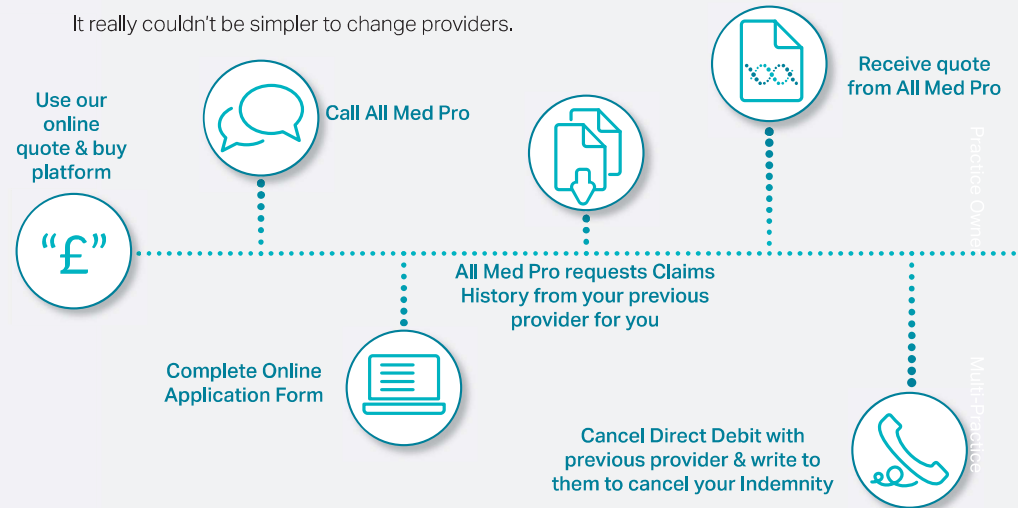 It really couldn't be simpler to change providers.
Use our
online
quote & buy
platform
“£”
Call All Med Pro
Complete Online
Application Form
All Med Pro requests Claims
History from your previous
provider for you
Receive quote
from All Med Pro
Cancel Direct Debit with
previous provider & write to
them to cancel your Indemnity
Practice Owner
Multi-Practice